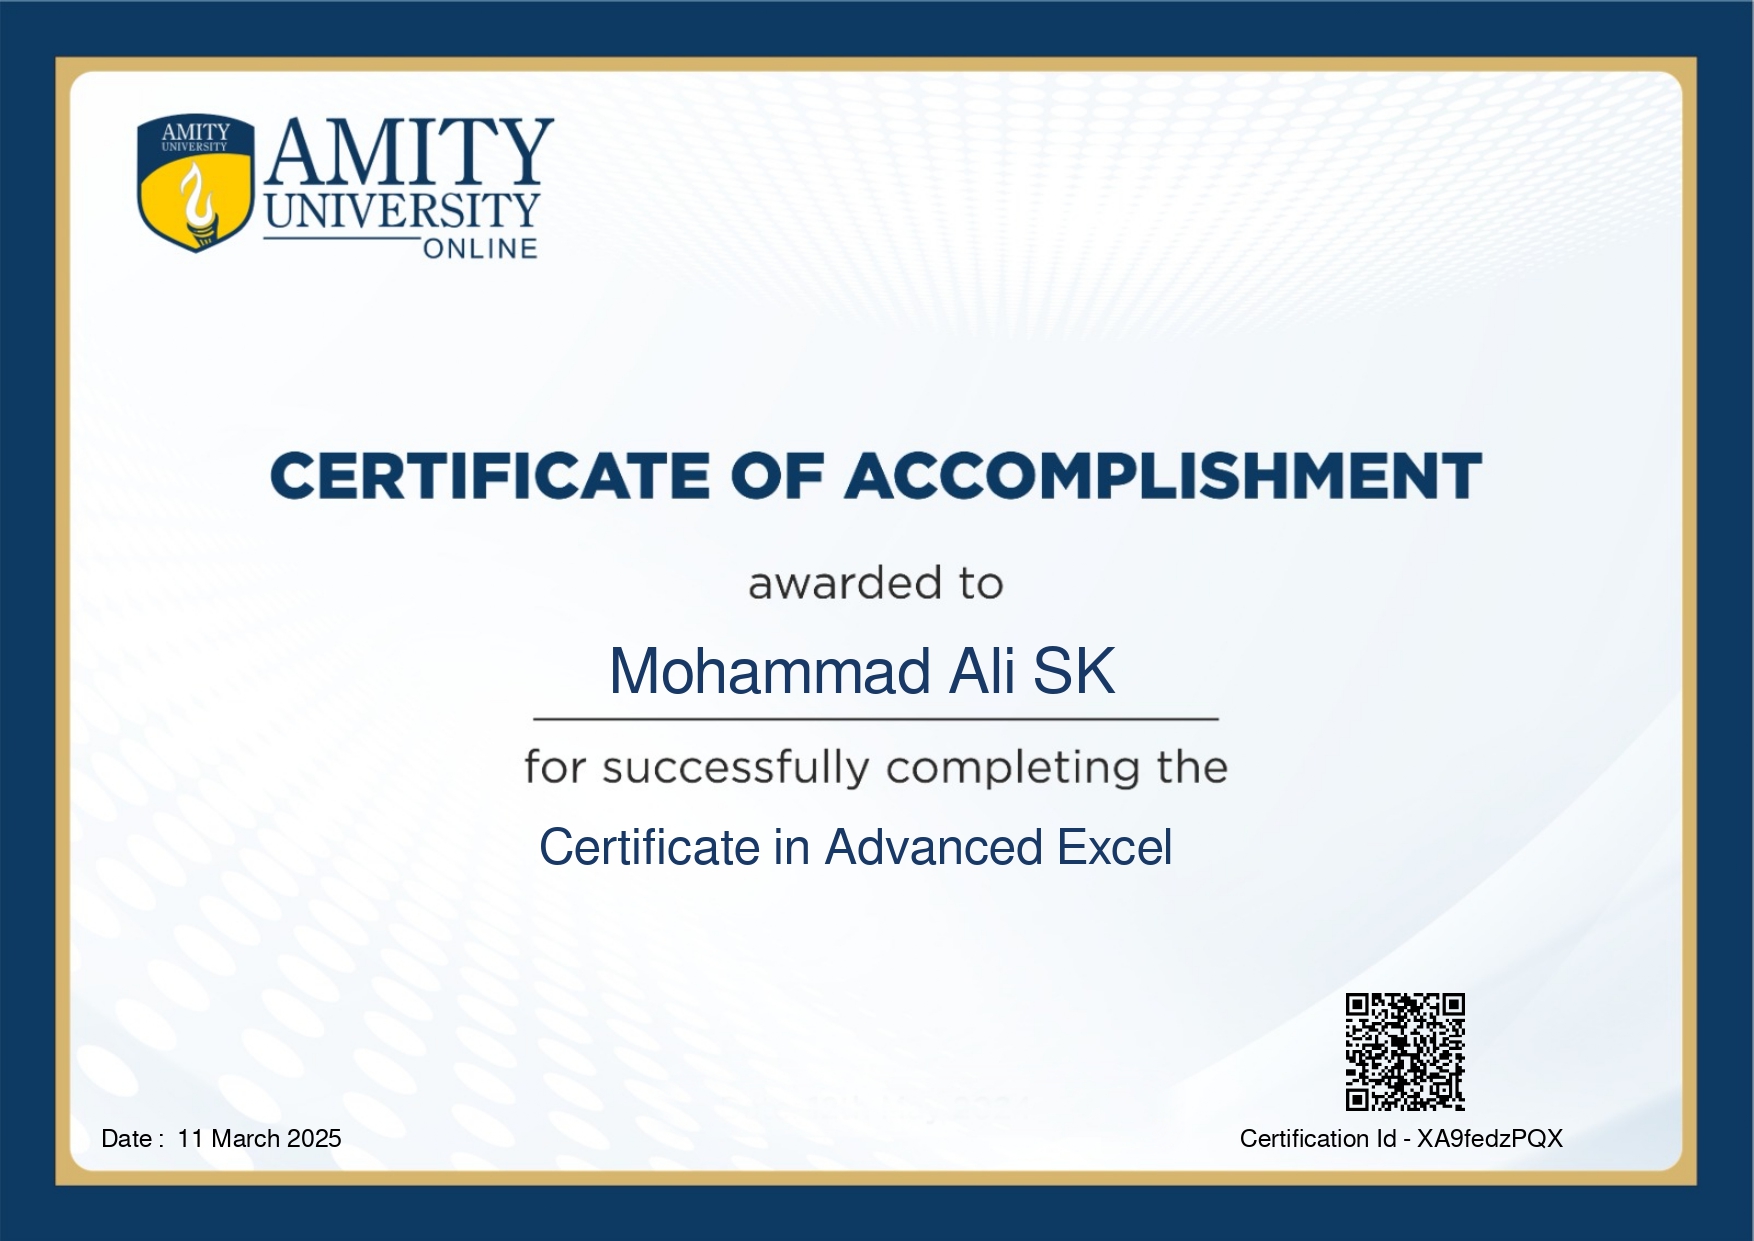 AMITY
UNIVERSITY
AMITY
UNIVERSITY
ONLINE
CERTIFICATE OF ACCOMPLISHMENT
awarded to
Mohammad Ali SK
for successfully completing the
Certificate in Advanced Excel
Date : 11 March 2025
Certification Id - XA9fedzPQX